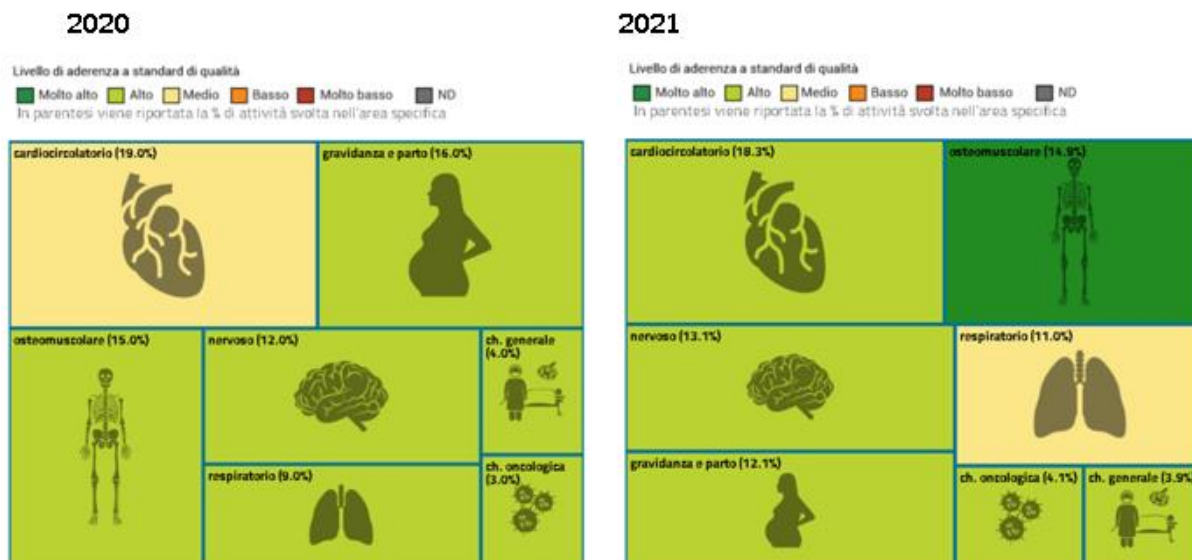 2020
Livello di aderenza a standard di qualità
Molto alto Alto Medio Basso Molto basso ND
In parentesi viene riportata la % di attività svolta nell'area specifica
cardiocircolatorio (19.0%)
gravidanza e parto (16.0%)
osteomuscolare (15.0%)
nervoso (12.0%)
ch. generale
(4.0%)
respiratorio (9.0%)
ch. oncologica
(3.0%)
2021
Livello di aderenza a standard di qualità
Molto alto Alto Medio Basso Molto basso ND
In parentesi viene riportata la % di attività svolta nell'area specifica
cardiocircolatorio (18.3%)
osteomuscolare (14.9%)
nervoso (13.1%)
respiratorio (11.0%)
gravidanza e parto (12.1%)
ch. oncologica (4.1%)
ch. generale (3.9%